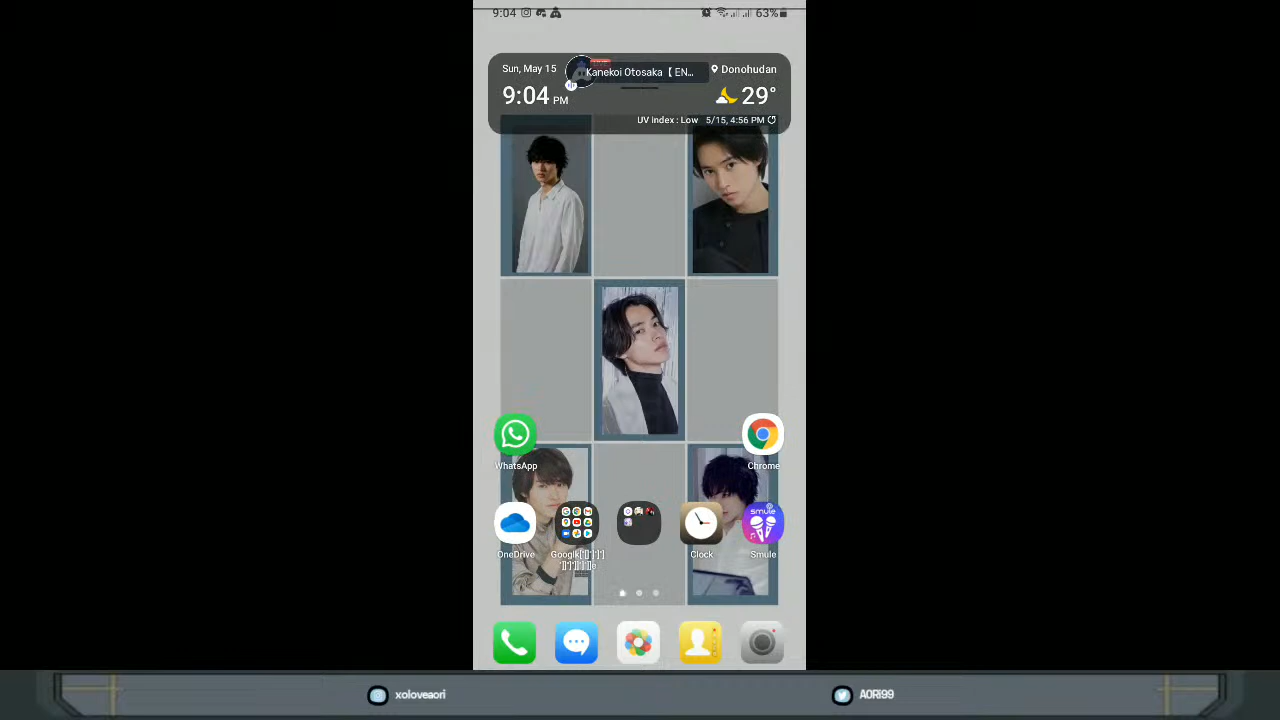 9:04
63%
Sun, May 15
Kanekoi Otosaka【 EN...
Donohudan
9:04 PM
29°
UV Index : Low 5/15, 4:56 PM
WhatsApp
Chrome
smule
OneDrive
Clock
Smule
xoloveaori
AORi99